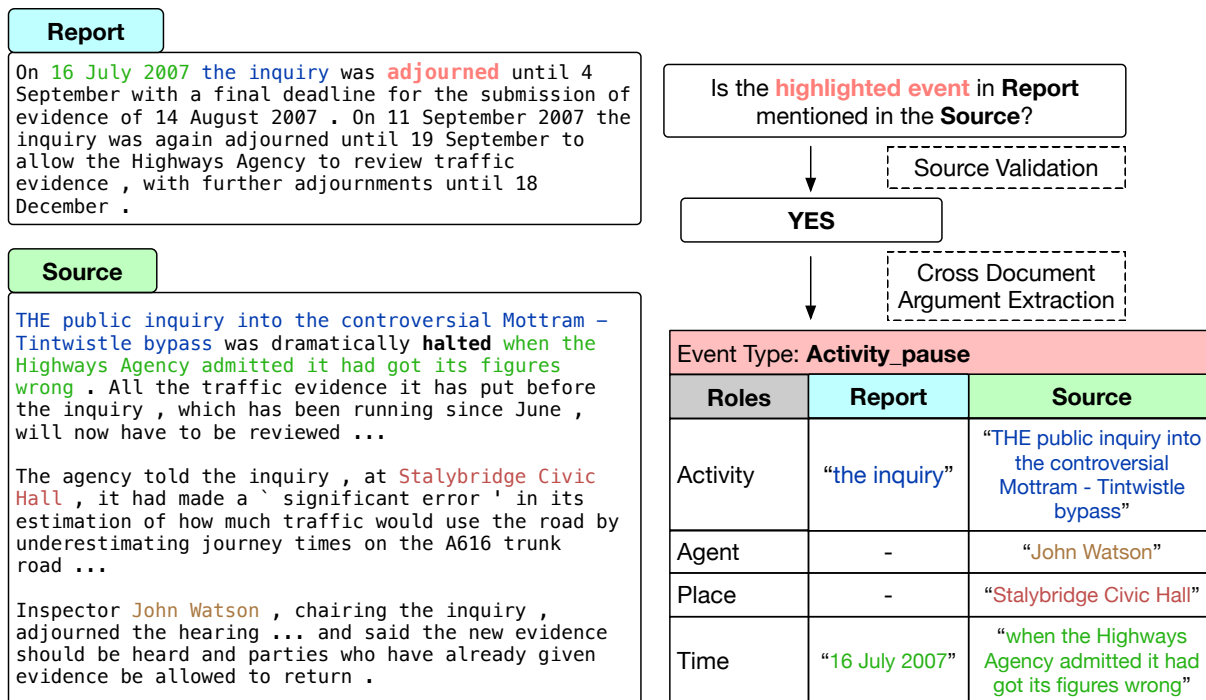 Report
On 16 July 2007 the inquiry was adjourned until 4
September with a final deadline for the submission of
evidence of 14 August 2007 . On 11 September 2007 the
inquiry was again adjourned until 19 September to
allow the Highways Agency to review traffic
evidence , with further adjournments until 18
December .
Source
THE public inquiry into the controversial Mottram –
Tintwistle bypass was dramatically halted when the
Highways Agency admitted it had got its figures
wrong . All the traffic evidence it has put before
the inquiry , which has been running since June ,
will now have to be reviewed ...
The agency told the inquiry , at Stalybridge Civic
Hall , it had made a ` significant error ' in its
estimation of how much traffic would use the road by
underestimating journey times on the A616 trunk
road ...
Inspector John Watson , chairing the inquiry ,
adjourned the hearing ... and said the new evidence
should be heard and parties who have already given
evidence be allowed to return .
Is the highlighted event in Report
mentioned in the Source?
Source Validation
YES
Cross Document
Argument Extraction
Event Type: Activity_pause
Roles Report Source
Activity "the inquiry" "THE public inquiry into
the controversial
Mottram - Tintwistle
bypass"
Agent - "John Watson"
Place - "Stalybridge Civic Hall"
Time "16 July 2007" "when the Highways
Agency admitted it had
got its figures wrong"